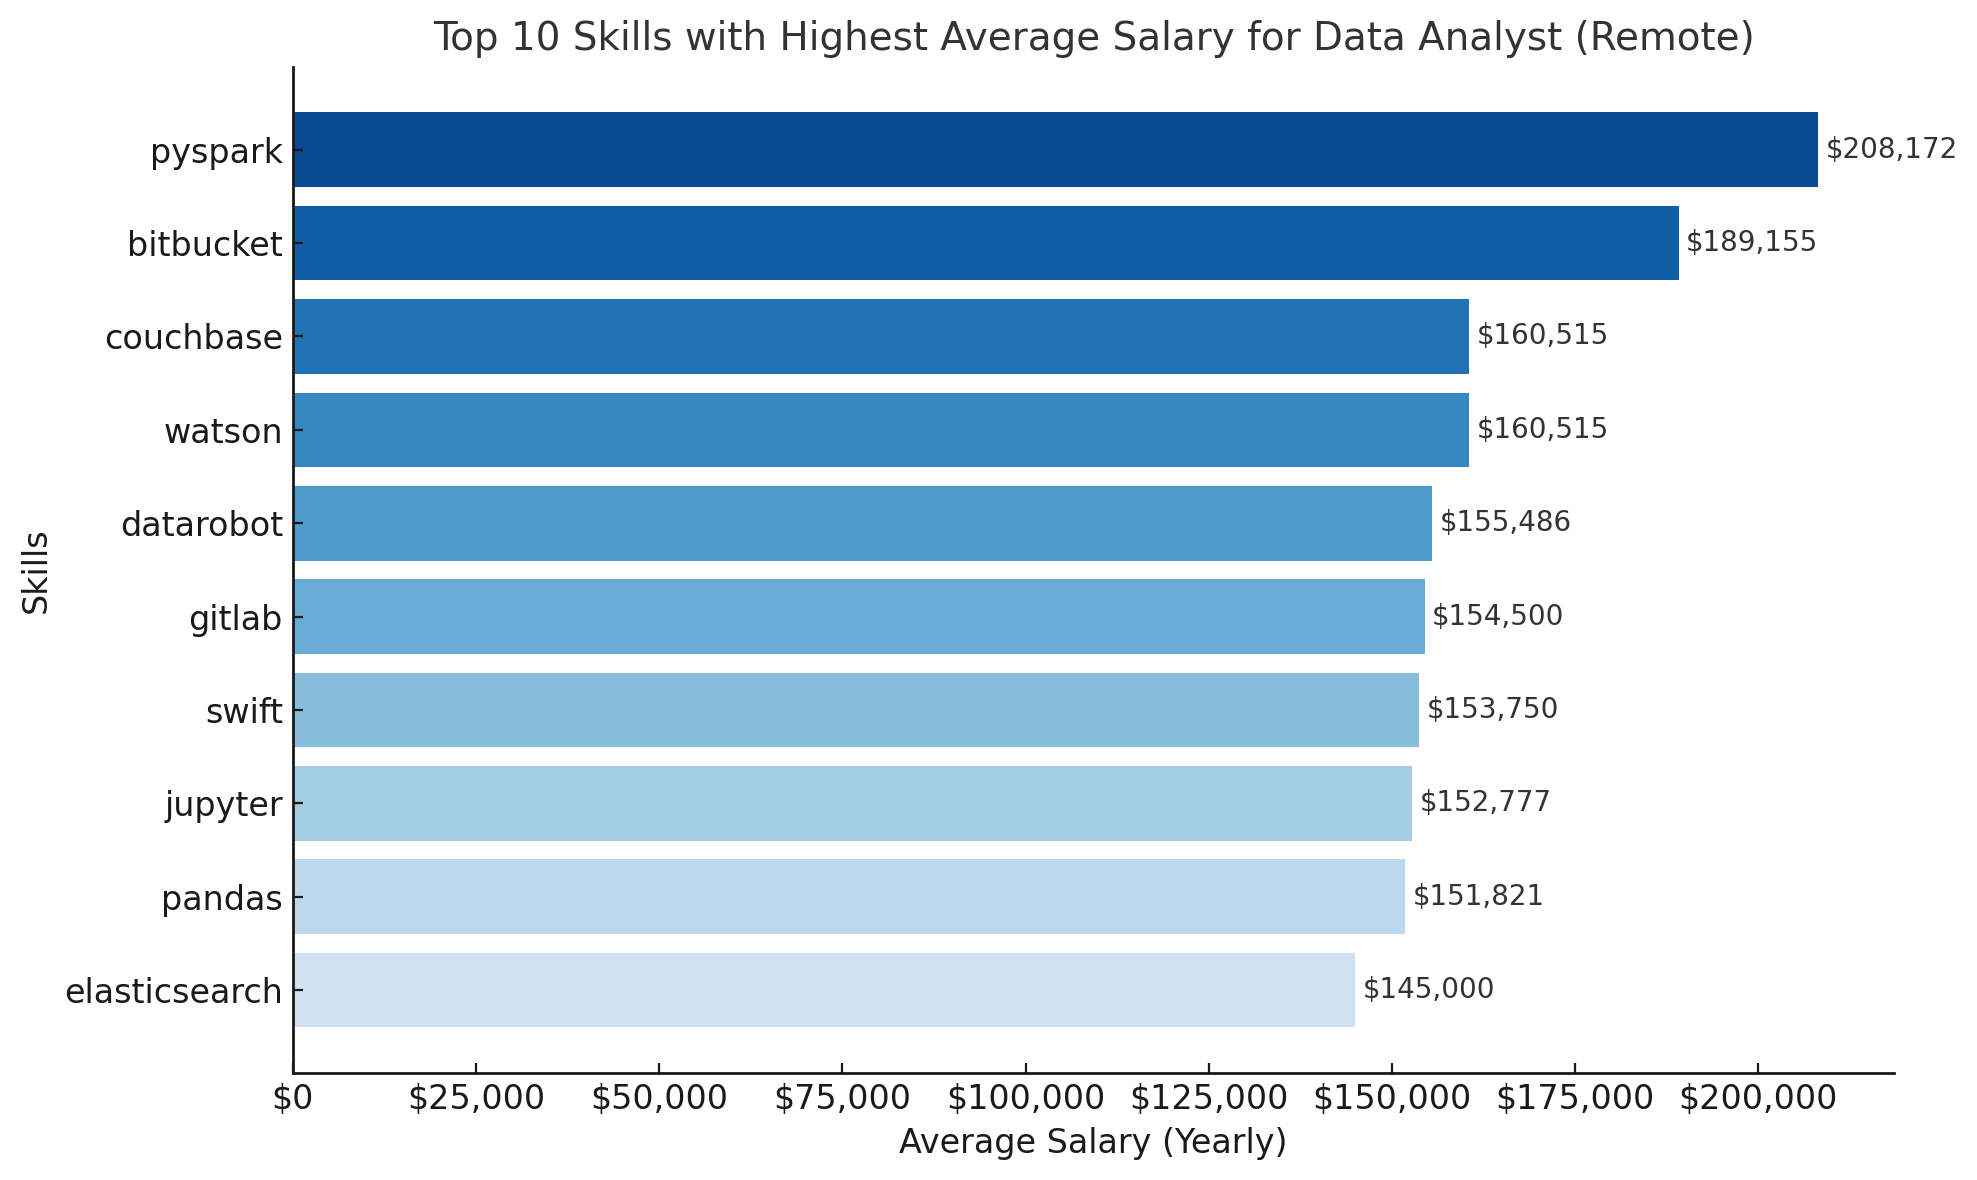 Top 10 Skills with Highest Average Salary for Data Analyst (Remote)
Skills
pyspark $208,172
bitbucket $189,155
couchbase $160,515
watson $160,515
datarobot $155,486
gitlab $154,500
swift $153,750
jupyter $152,777
pandas $151,821
elasticsearch $145,000
$0 $25,000 $50,000 $75,000 $100,000 $125,000 $150,000 $175,000 $200,000
Average Salary (Yearly)